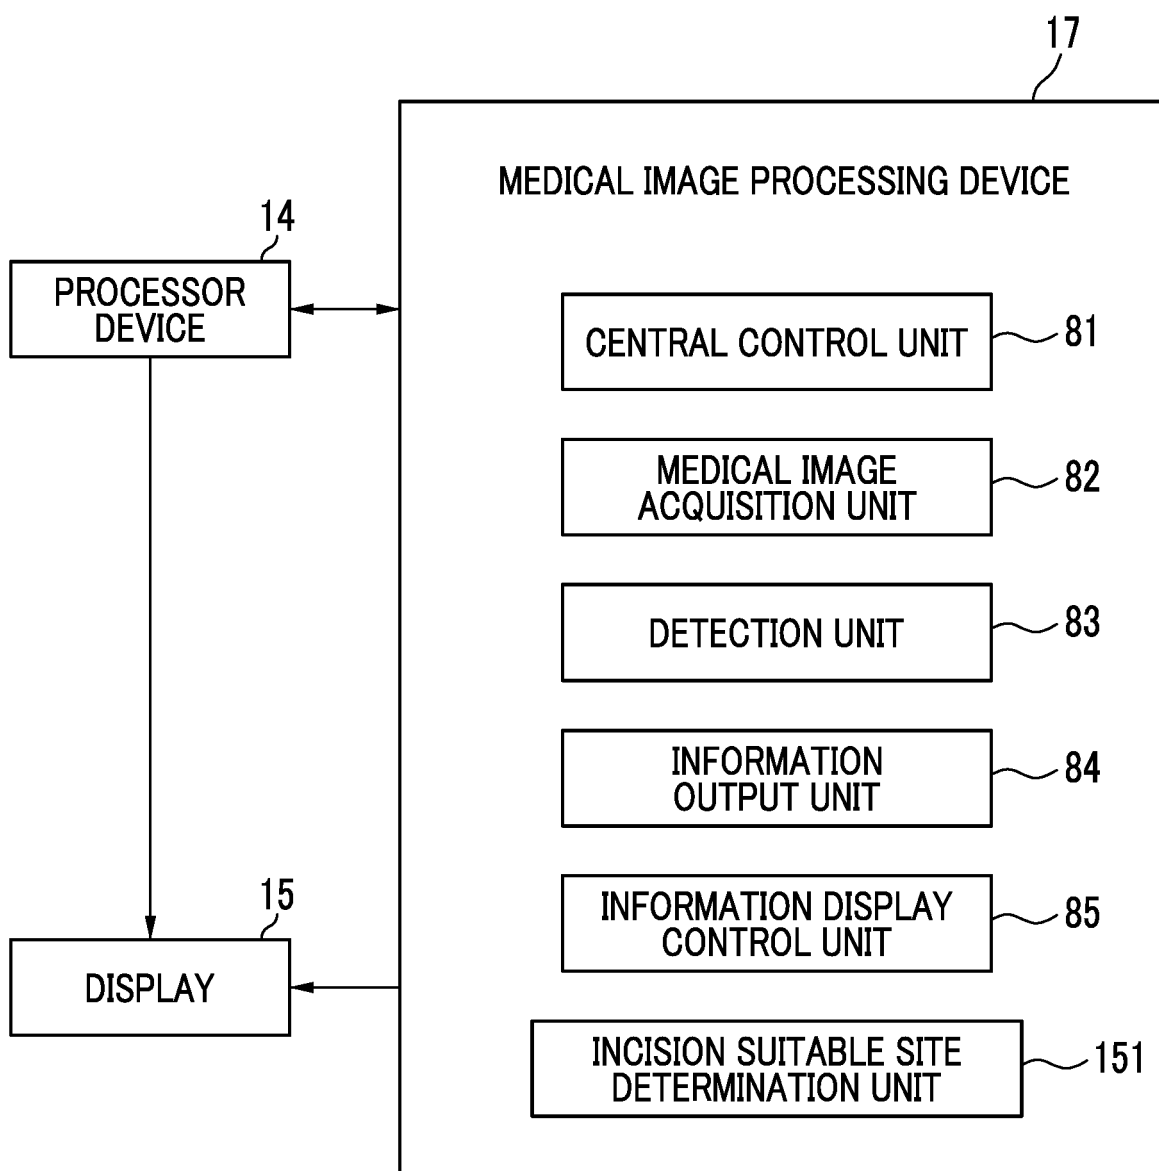 17
MEDICAL IMAGE PROCESSING DEVICE
14
PROCESSOR
DEVICE
CENTRAL CONTROL UNIT
81
MEDICAL IMAGE
ACQUISITION UNIT
82
DETECTION UNIT
83
INFORMATION
OUTPUT UNIT
84
15
DISPLAY
INFORMATION DISPLAY
CONTROL UNIT
85
INCISION SUITABLE SITE
DETERMINATION UNIT
151